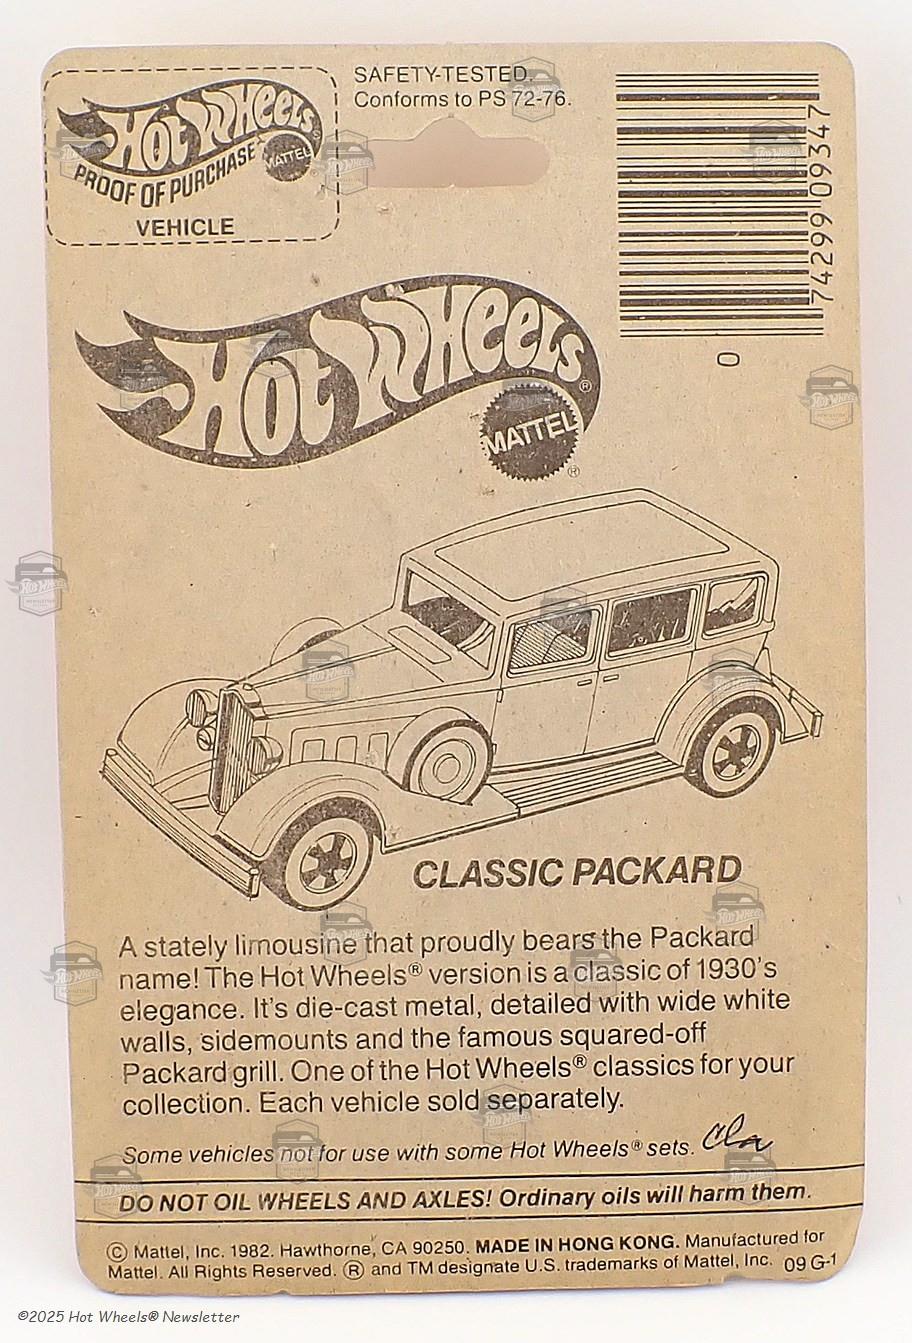 Hot Wheels
MATTEL
PROOF OF PURCHASE
VEHICLE
SAFETY-TESTED.
Conforms to PS 72-76.
74299 09347
0
Hot Wheels®
MATTEL®
CLASSIC PACKARD
A stately limousine that proudly bears the Packard
name! The Hot Wheels® version is a classic of 1930's
elegance. It's die-cast metal, detailed with wide white
walls, sidemounts and the famous squared-off
Packard grill. One of the Hot Wheels® classics for your
collection. Each vehicle sold separately.
Some vehicles not for use with some Hot Wheels® sets.
DO NOT OIL WHEELS AND AXLES! Ordinary oils will harm them.
© Mattel, Inc. 1982. Hawthorne, CA 90250. MADE IN HONG KONG. Manufactured for
Mattel. All Rights Reserved. ® and TM designate U.S. trademarks of Mattel, Inc. 09 G-1
©2025 Hot Wheels® Newsletter